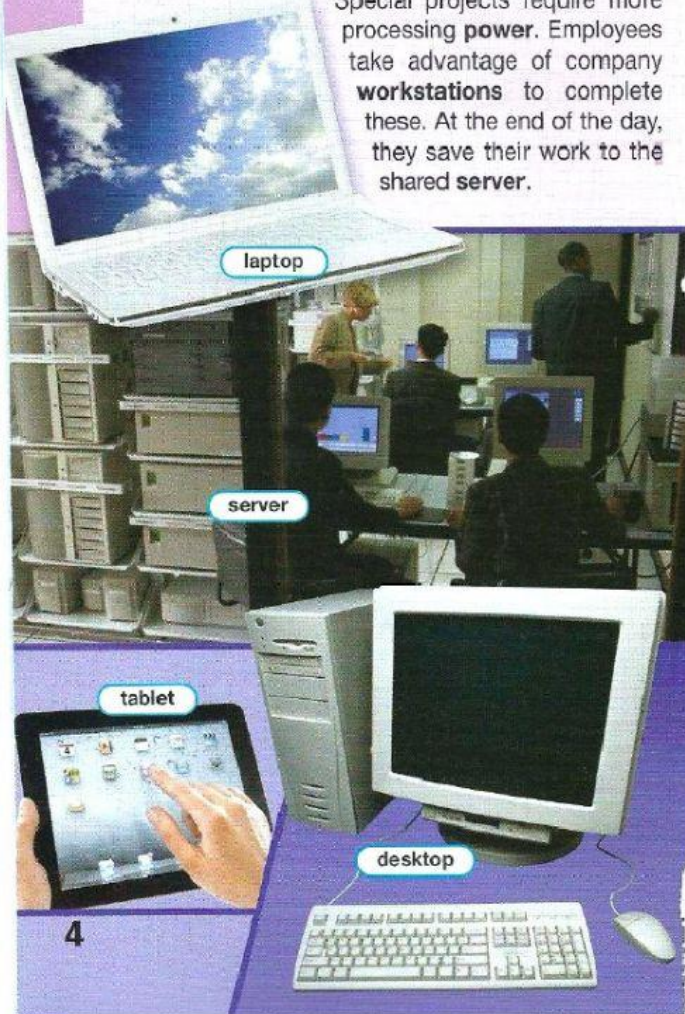 Special projects require more
processing power. Employees
take advantage of company
workstations to complete
these. At the end of the day,
they save their work to the
shared server.
laptop
server
tablet
desktop
4